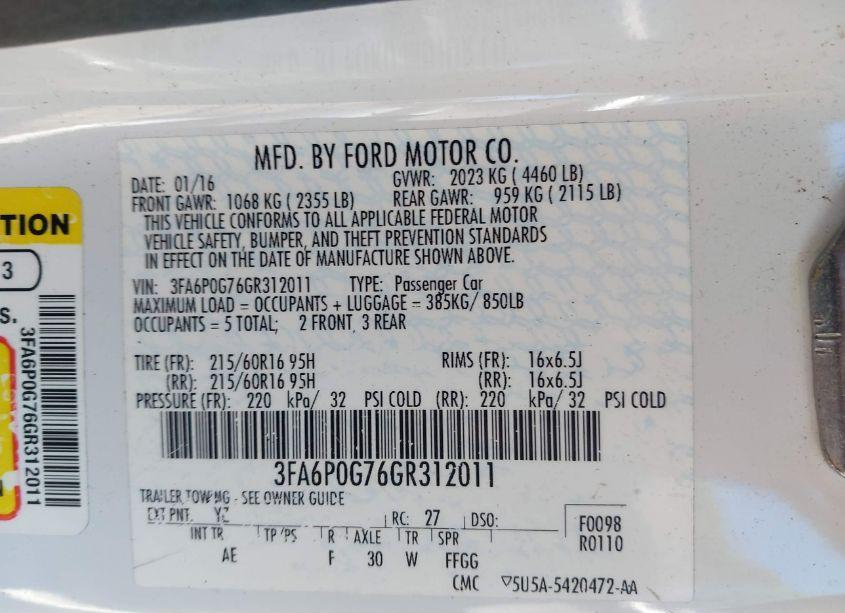 MFD. BY FORD MOTOR CO.
DATE: 01/16 GVWR: 2023 KG ( 4460 LB)
FRONT GAWR: 1068 KG ( 2355 LB) REAR GAWR: 959 KG ( 2115 LB)
THIS VEHICLE CONFORMS TO ALL APPLICABLE FEDERAL MOTOR
VEHICLE SAFETY, BUMPER, AND THEFT PREVENTION STANDARDS
IN EFFECT ON THE DATE OF MANUFACTURE SHOWN ABOVE.
VIN: 3FA6P0G76GR312011 TYPE: Passenger Car
MAXIMUM LOAD = OCCUPANTS + LUGGAGE = 385KG/ 850LB
OCCUPANTS = 5 TOTAL; 2 FRONT, 3 REAR
TIRE (FR): 215/60R16 95H RIMS (FR): 16x6.5J
(RR): 215/60R16 95H (RR): 16x6.5J
PRESSURE (FR): 220 kPa/ 32 PSI COLD (RR): 220 kPa/ 32 PSI COLD
3FA6P0G76GR312011
TRAILER TOWING - SEE OWNER GUIDE
EXT PNT: YZ RC: 27 DSO: F0098
INT TR TP/PS R AXLE TR SPR R0110
AE F 30 W FFGG
CMC ▽5U5A-5420472-AA
TION
3
S.
3FA6P0G76GR312011